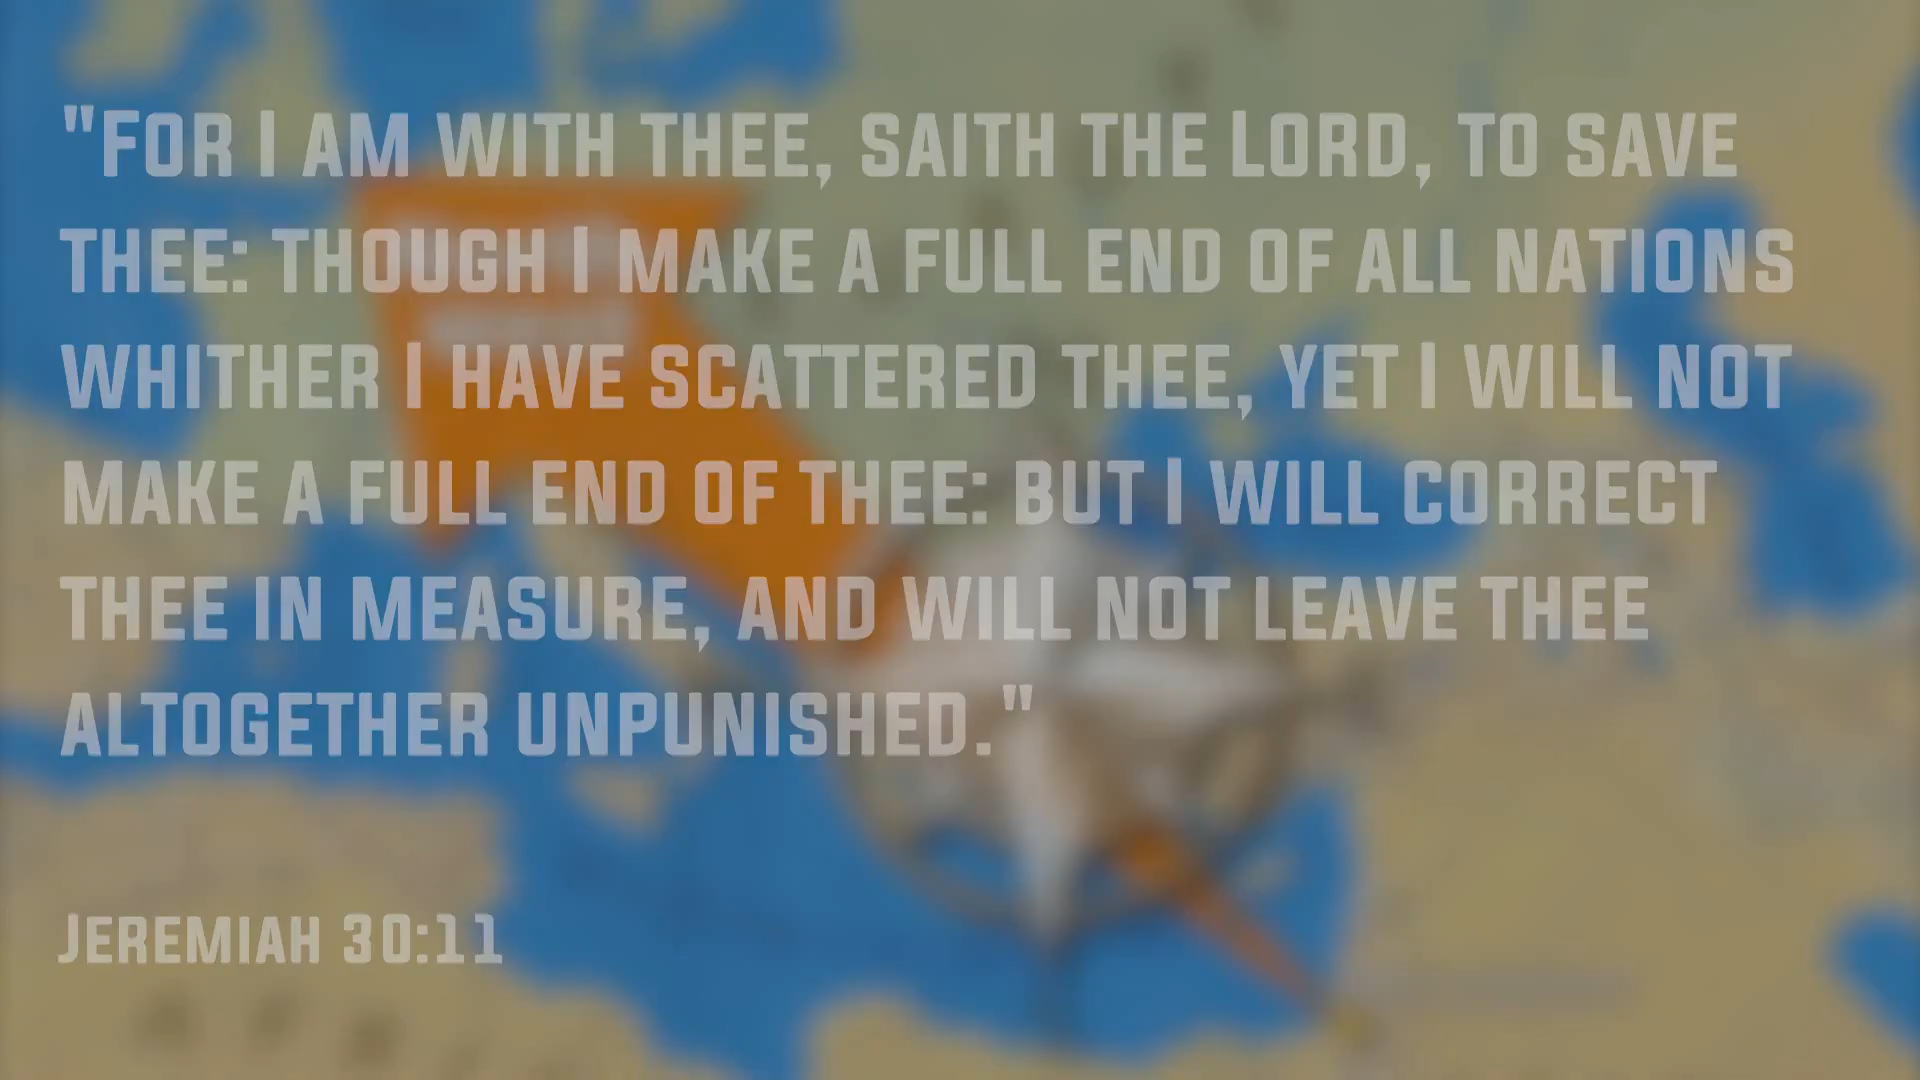 "For I am with thee, saith the Lord, to save
thee: though I make a full end of all nations
whither I have scattered thee, yet I will not
make a full end of thee: but I will correct
thee in measure, and will not leave thee
altogether unpunished."
Jeremiah 30:11